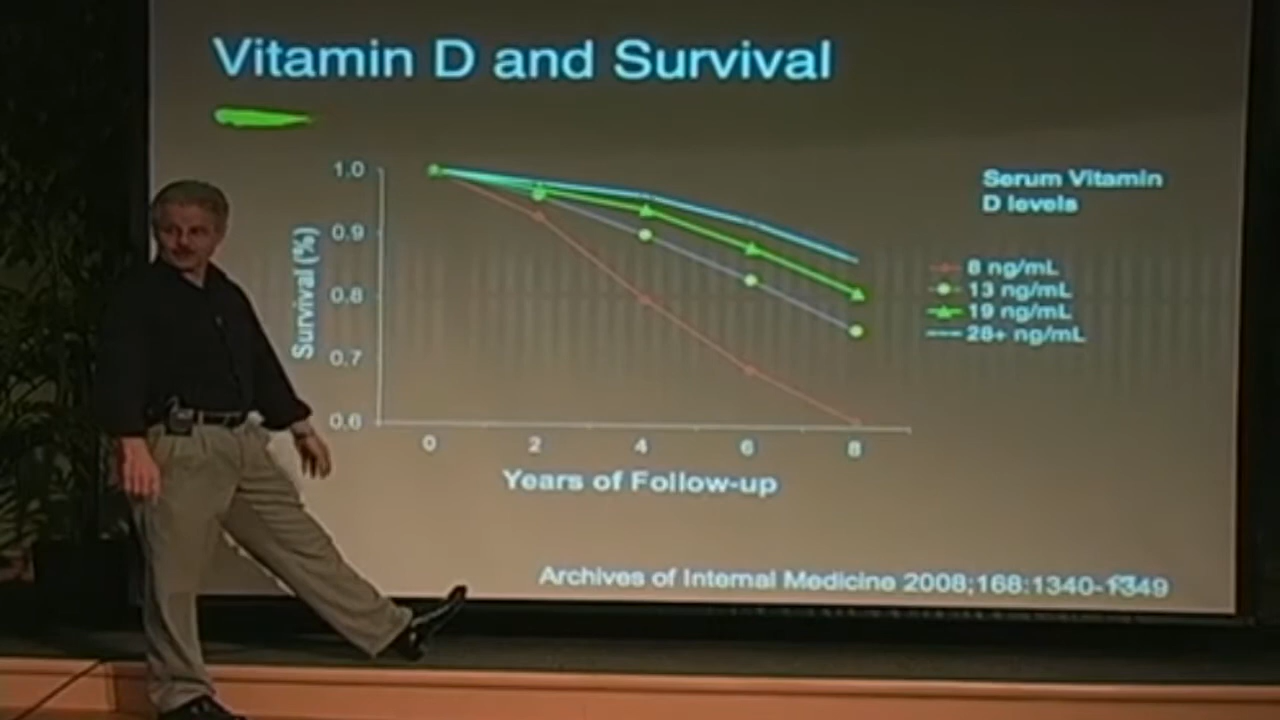 Vitamin D and Survival
Serum Vitamin
D levels
8 ng/mL
13 ng/mL
19 ng/mL
28+ ng/mL
Survival (%)
1.0
0.9
0.8
0.7
0.6
0
2
4
6
8
Years of Follow-up
Archives of Internal Medicine 2008;168:1340-1349